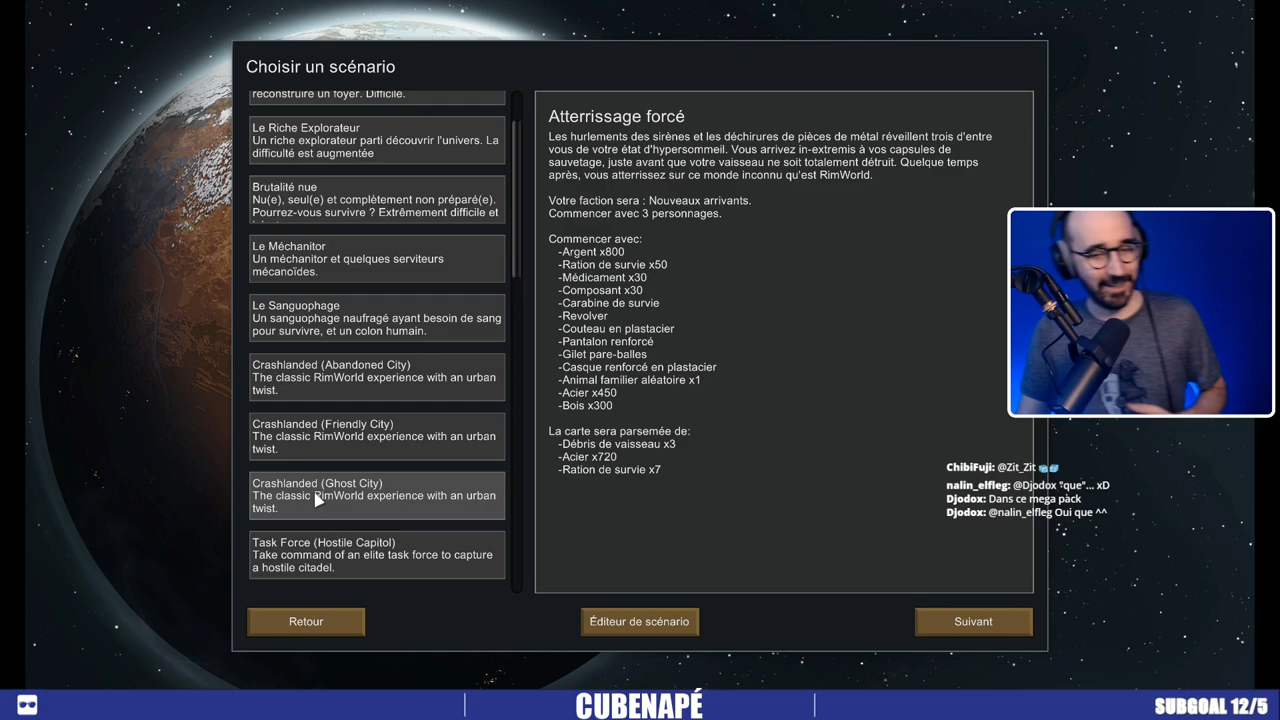 Choisir un scénario
reconstruire un foyer. Difficile.
Le Riche Explorateur
Un riche explorateur parti découvrir l'univers. La
difficulté est augmentée
Brutalité nue
Nu(e), seul(e) et complètement non préparé(e).
Pourrez-vous survivre ? Extrêmement difficile et
Le Méchanitor
Un méchanitor et quelques serviteurs
mécanoïdes.
Le Sanguophage
Un sanguophage naufragé ayant besoin de sang
pour survivre, et un colon humain.
Crashlanded (Abandoned City)
The classic RimWorld experience with an urban
twist.
Crashlanded (Friendly City)
The classic RimWorld experience with an urban
twist.
Crashlanded (Ghost City)
The classic RimWorld experience with an urban
twist.
Task Force (Hostile Capitol)
Take command of an elite task force to capture
a hostile citadel.
Atterrissage forcé
Les hurlements des sirènes et les déchirures de pièces de métal réveillent trois d'entre
vous de votre état d'hypersommeil. Vous arrivez in-extremis à vos capsules de
sauvetage, juste avant que votre vaisseau ne soit totalement détruit. Quelque temps
après, vous atterrissez sur ce monde inconnu qu'est RimWorld.
Votre faction sera : Nouveaux arrivants.
Commencer avec 3 personnages.
Commencer avec:
-Argent x800
-Ration de survie x50
-Médicament x30
-Composant x30
-Carabine de survie
-Revolver
-Couteau en plastacier
-Pantalon renforcé
-Gilet pare-balles
-Casque renforcé en plastacier
-Animal familier aléatoire x1
-Acier x450
-Bois x300
La carte sera parsemée de:
-Débris de vaisseau x3
-Acier x720
-Ration de survie x7
ChibiFuji: @Zit_Zit
nalin_elfleg: @Djodox "que"... xD
Djodox: Dans ce mega pack
Djodox: @nalin_elfleg Oui que ^^
Retour
Éditeur de scénario
Suivant
CUBENAPÉ
SUBGOAL 12/5